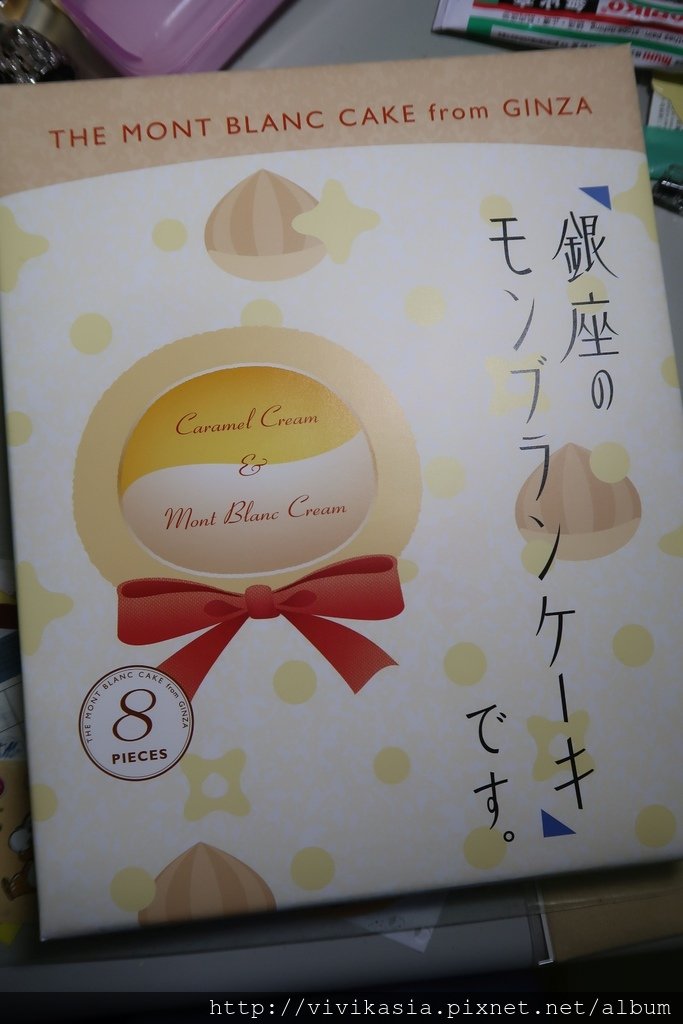 THE MONT BLANC CAKE from GINZA
銀座の
モンブランケーキ
です。
Caramel Cream
&
Mont Blanc Cream
THE MONT BLANC CAKE from GINZA
8
PIECES
http://vivikasia.pixnet.net/album